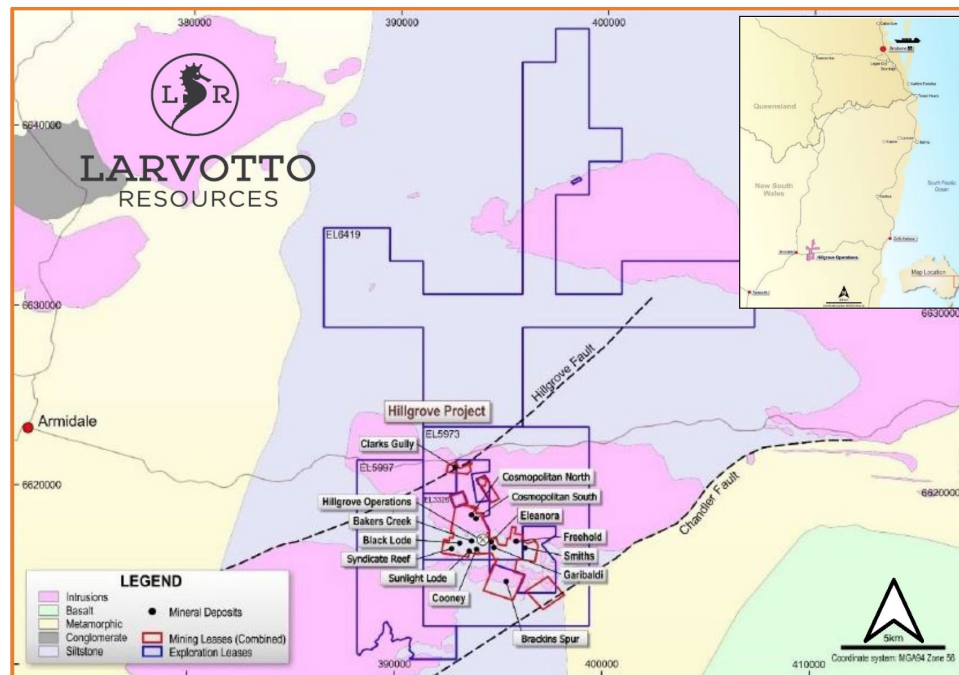 380000
390000
400000
6640000
LR
LARVOTTO
RESOURCES
Queensland
New South
Wales
South Pacific
Ocean
Brisbane
Hillgrove Operations
Map Location
EL6419
6630000
6630000
Hillgrove Fault
Armidale
Hillgrove Project
EL5973
Clarks Gully
EL5997
Cosmopolitan North
Cosmopolitan South
6620000
6620000
Chandler Fault
Hillgrove Operations
Eleanora
Bakers Creek
Black Lode
Freehold
Syndicate Reef
Smiths
Sunlight Lode
Garibaldi
Cooney
Brackins Spur
LEGEND
Intrusions
Basalt
Metamorphic
Conglomerate
Siltstone
Mineral Deposits
Mining Leases (Combined)
Exploration Leases
5km
Coordinate system: MGA94 Zone 56
390000
400000
410000